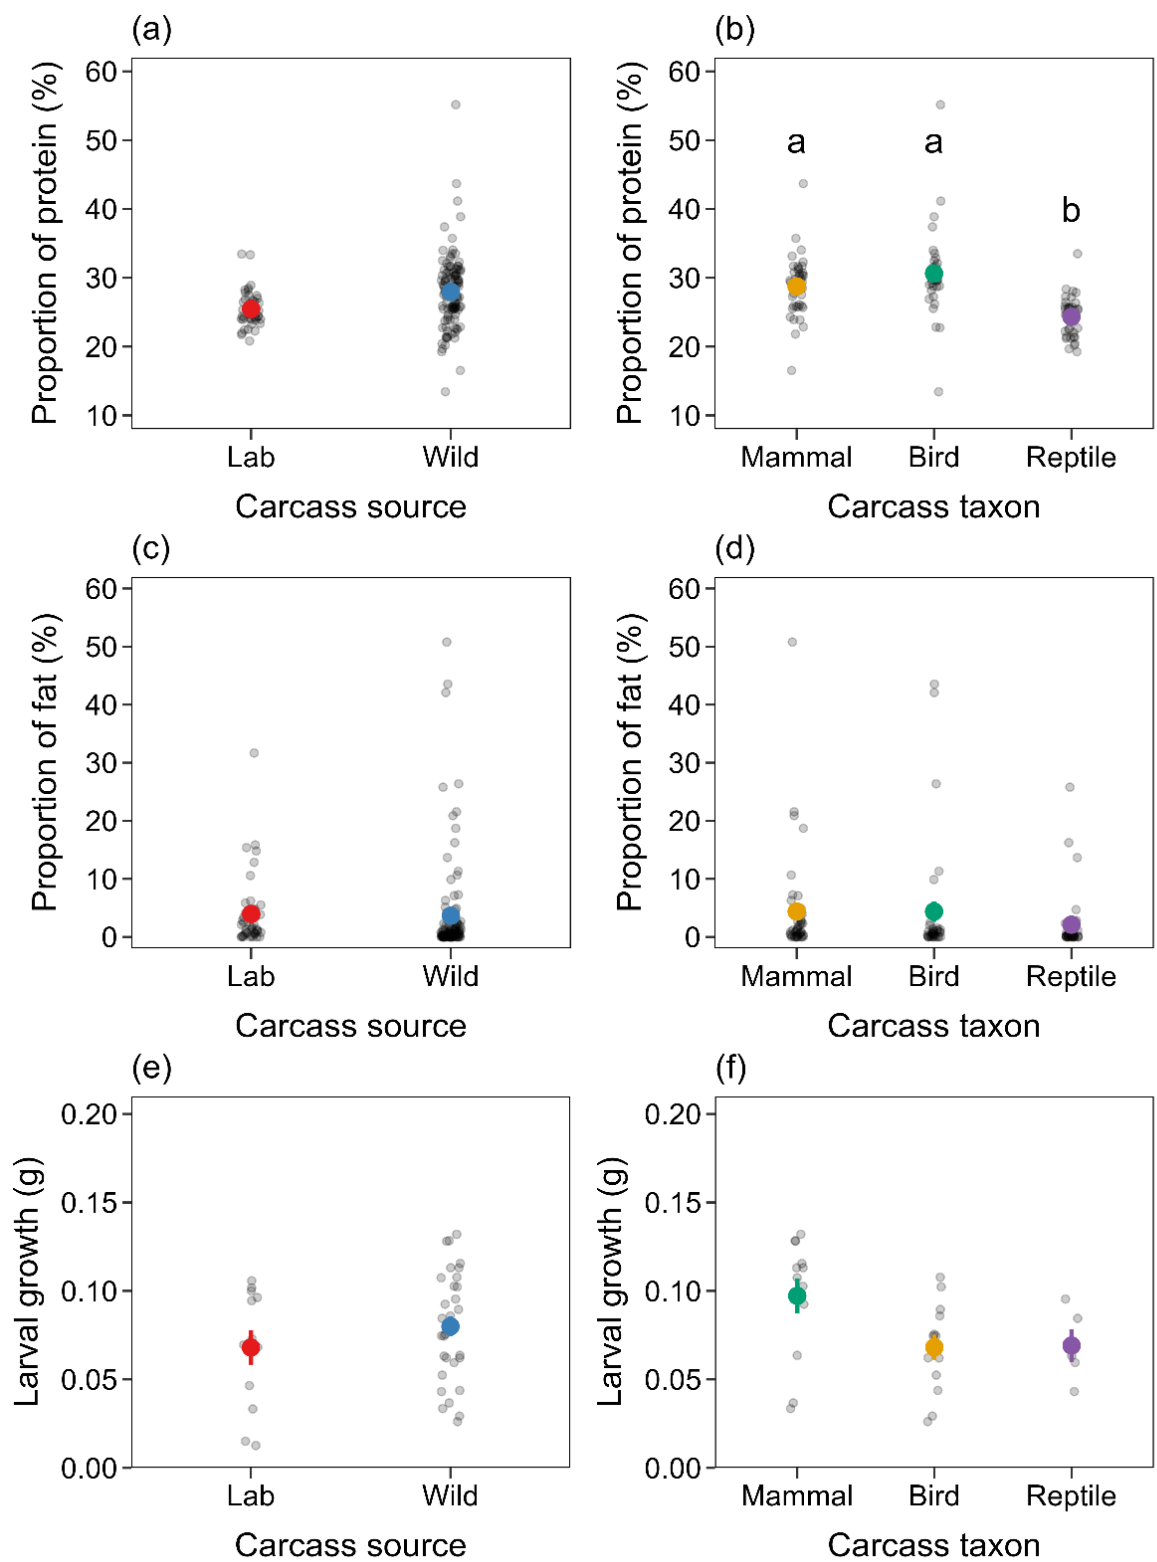 (a)
Proportion of protein (%)
60
50
40
30
20
10
Lab Wild
Carcass source
(b)
Proportion of protein (%)
60
50
40
30
20
10
a a b
Mammal Bird Reptile
Carcass taxon
(c)
Proportion of fat (%)
60
50
40
30
20
10
0
Lab Wild
Carcass source
(d)
Proportion of fat (%)
60
50
40
30
20
10
0
Mammal Bird Reptile
Carcass taxon
(e)
Larval growth (g)
0.20
0.15
0.10
0.05
0.00
Lab Wild
Carcass source
(f)
Larval growth (g)
0.20
0.15
0.10
0.05
0.00
Mammal Bird Reptile
Carcass taxon